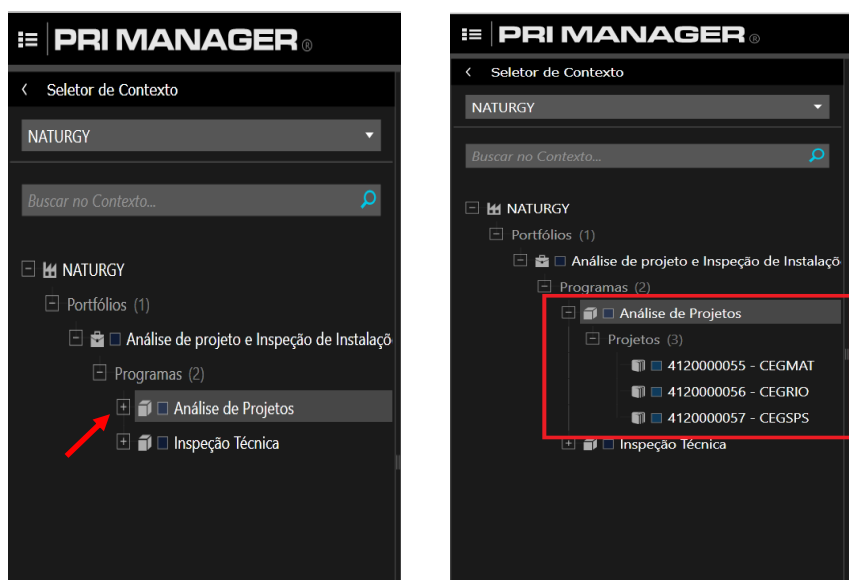 PRI MANAGER®
Seletor de Contexto
NATURGY
Buscar no Contexto...
NATURGY
Portfólios (1)
Análise de projeto e Inspeção de Instalaçõ
Programas (2)
Análise de Projetos
Inspeção Técnica
PRI MANAGER®
Seletor de Contexto
NATURGY
Buscar no Contexto...
NATURGY
Portfólios (1)
Análise de projeto e Inspeção de Instalaçõ
Programas (2)
Análise de Projetos
Projetos (3)
4120000055 - CEGMAT
4120000056 - CEGRIO
4120000057 - CEGSPS
Inspeção Técnica